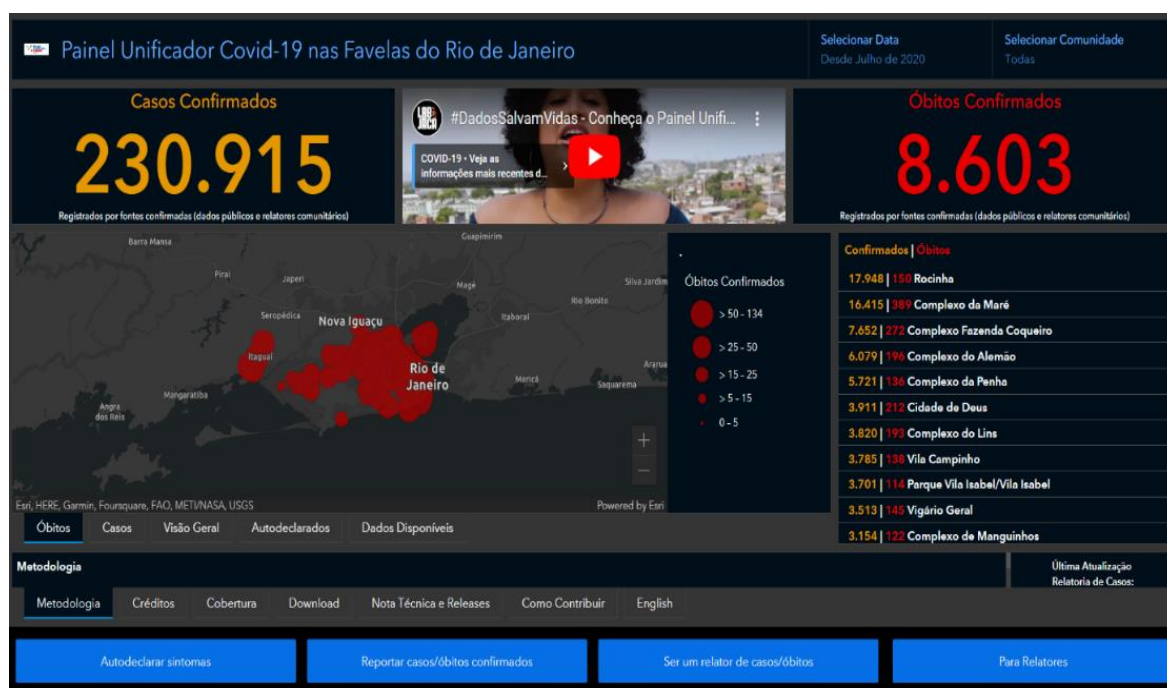 Painel Unificador Covid-19 nas Favelas do Rio de Janeiro
Selecionar Data
Desde Julho de 2020
Selecionar Comunidade
Todas
Casos Confirmados
230.915
Registrados por fontes confirmadas (dados públicos e relatores comunitários)
LAB
JACA
#DadosSalvamVidas - Conheça o Painel Unifi...
COVID-19 • Veja as
informações mais recentes d...
Óbitos Confirmados
8.603
Registrados por fontes confirmadas (dados públicos e relatores comunitários)
Barra Mansa
Guapimirim
Piraí
Japeri
Magé
Silva Jardim
Rio Bonito
Seropédica
Nova Iguaçu
Itaboraí
Itaguaí
Rio de
Janeiro
Maricá
Ararua
Saquarema
Mangaratiba
Angra
dos Reis
Esri, HERE, Garmin, Foursquare, FAO, METI/NASA, USGS
Powered by Esri
.
Óbitos Confirmados
> 50 - 134
> 25 - 50
> 15 - 25
> 5 - 15
0 - 5
Confirmados | Óbitos
17.948 | 150 Rocinha
16.415 | 389 Complexo da Maré
7.652 | 272 Complexo Fazenda Coqueiro
6.079 | 196 Complexo do Alemão
5.721 | 136 Complexo da Penha
3.911 | 212 Cidade de Deus
3.820 | 193 Complexo do Lins
3.785 | 138 Vila Campinho
3.701 | 114 Parque Vila Isabel/Vila Isabel
3.513 | 145 Vigário Geral
3.154 | 122 Complexo de Manguinhos
Óbitos Casos Visão Geral Autodeclarados Dados Disponíveis
Metodologia
Última Atualização
Relatoria de Casos:
Metodologia Créditos Cobertura Download Nota Técnica e Releases Como Contribuir English
Autodeclarar sintomas
Reportar casos/óbitos confirmados
Ser um relator de casos/óbitos
Para Relatores